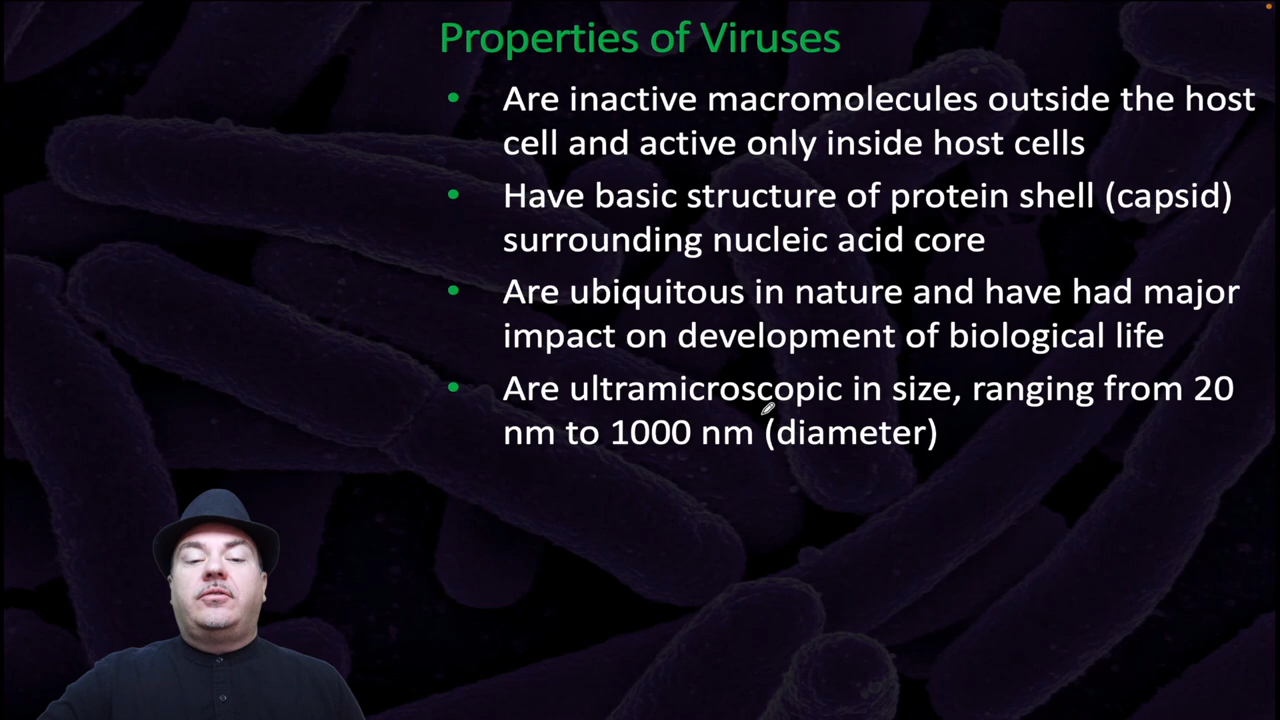 Properties of Viruses
• Are inactive macromolecules outside the host
cell and active only inside host cells
• Have basic structure of protein shell (capsid)
surrounding nucleic acid core
• Are ubiquitous in nature and have had major
impact on development of biological life
• Are ultramicroscopic in size, ranging from 20
nm to 1000 nm (diameter)